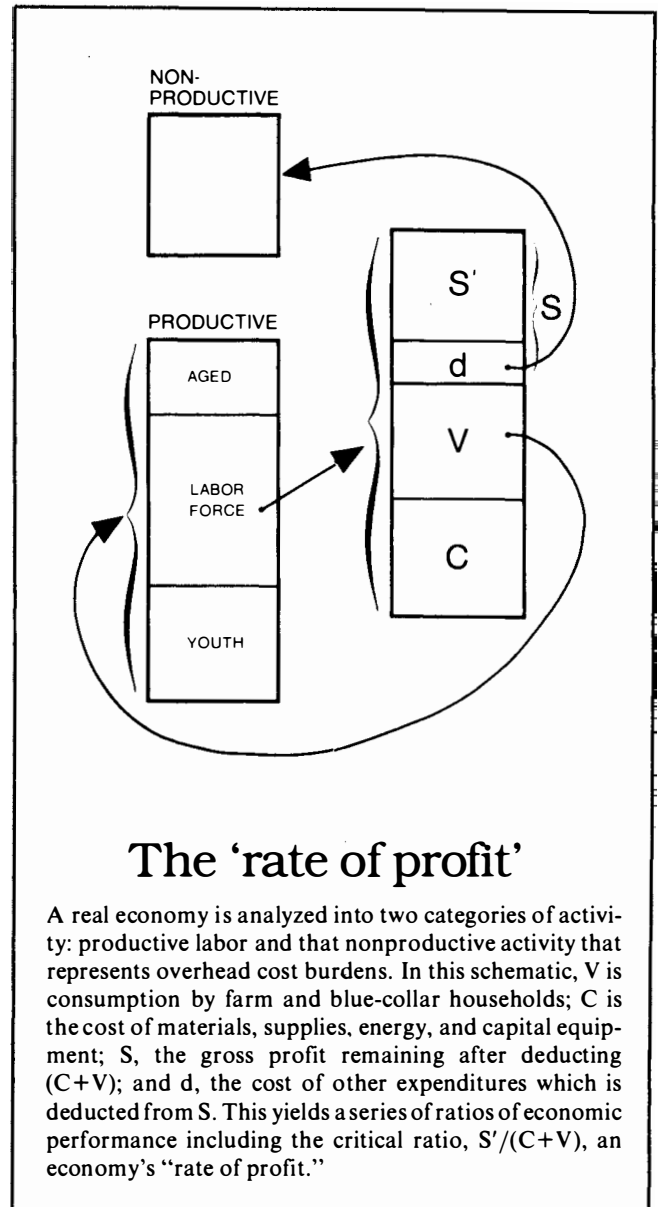 NON-
PRODUCTIVE
S'
S
PRODUCTIVE
d
AGED
V
LABOR
FORCE
C
YOUTH
The ‘rate of profit’
A real economy is analyzed into two categories of activi-
ty: productive labor and that nonproductive activity that
represents overhead cost burdens. In this schematic, V is
consumption by farm and blue-collar households; C is
the cost of materials, supplies, energy, and capital equip-
ment; S, the gross profit remaining after deducting
(C+V); and d, the cost of other expenditures which is
deducted from S. This yields a series of ratios of economic
performance including the critical ratio, S'/(C+V), an
economy's “rate of profit.”